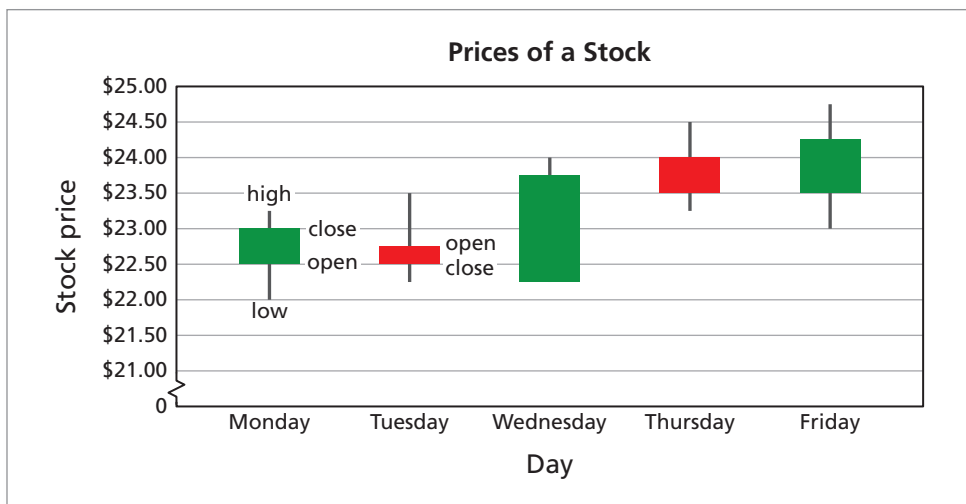 Prices of a Stock
Stock price
$25.00
$24.50
$24.00
$23.50
$23.00
$22.50
$22.00
$21.50
$21.00
0
high
close
open
low
open
close
Monday Tuesday Wednesday Thursday Friday
Day